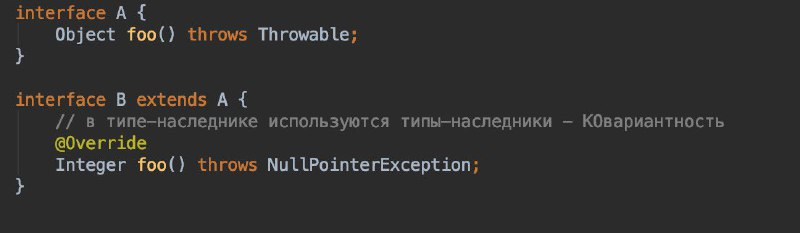 interface A {
    Object foo() throws Throwable;
}
interface B extends A {
    // в типе-наследнике используются типы-наследники - КОвариантность
    @Override
    Integer foo() throws NullPointerException;
}